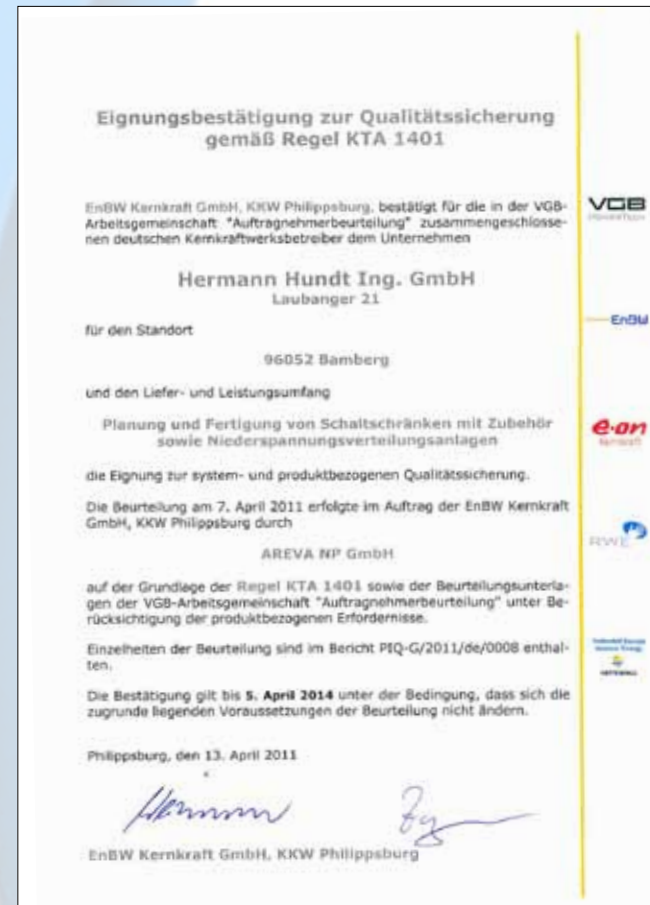 Eignungsbestätigung zur Qualitätssicherung
gemäß Regel KTA 1401
EnBW Kernkraft GmbH, KKW Philippsburg, bestätigt für die in der VGB-
Arbeitsgemeinschaft "Auftragnehmerbeurteilung" zusammengeschlosse-
nen deutschen Kernkraftwerksbetreiber dem Unternehmen
Hermann Hundt Ing. GmbH
Laubanger 21
für den Standort
96052 Bamberg
und den Liefer- und Leistungsumfang
Planung und Fertigung von Schaltschränken mit Zubehör
sowie Niederspannungsverteilungsanlagen
die Eignung zur system- und produktbezogenen Qualitätssicherung.
Die Beurteilung am 7. April 2011 erfolgte im Auftrag der EnBW Kernkraft
GmbH, KKW Philippsburg durch
AREVA NP GmbH
auf der Grundlage der Regel KTA 1401 sowie der Beurteilungsunterla-
gen der VGB-Arbeitsgemeinschaft "Auftragnehmerbeurteilung" unter Be-
rücksichtigung der produktbezogenen Erfordernisse.
Einzelheiten der Beurteilung sind im Bericht PIQ-G/2011/de/0008 enthal-
ten.
Die Bestätigung gilt bis 5. April 2014 unter der Bedingung, dass sich die
zugrunde liegenden Voraussetzungen der Beurteilung nicht ändern.
Philippsburg, den 13. April 2011
EnBW Kernkraft GmbH, KKW Philippsburg
VGB
POWERTECH
EnBW
e·on
Kernkraft
RWE
VATTENFALL